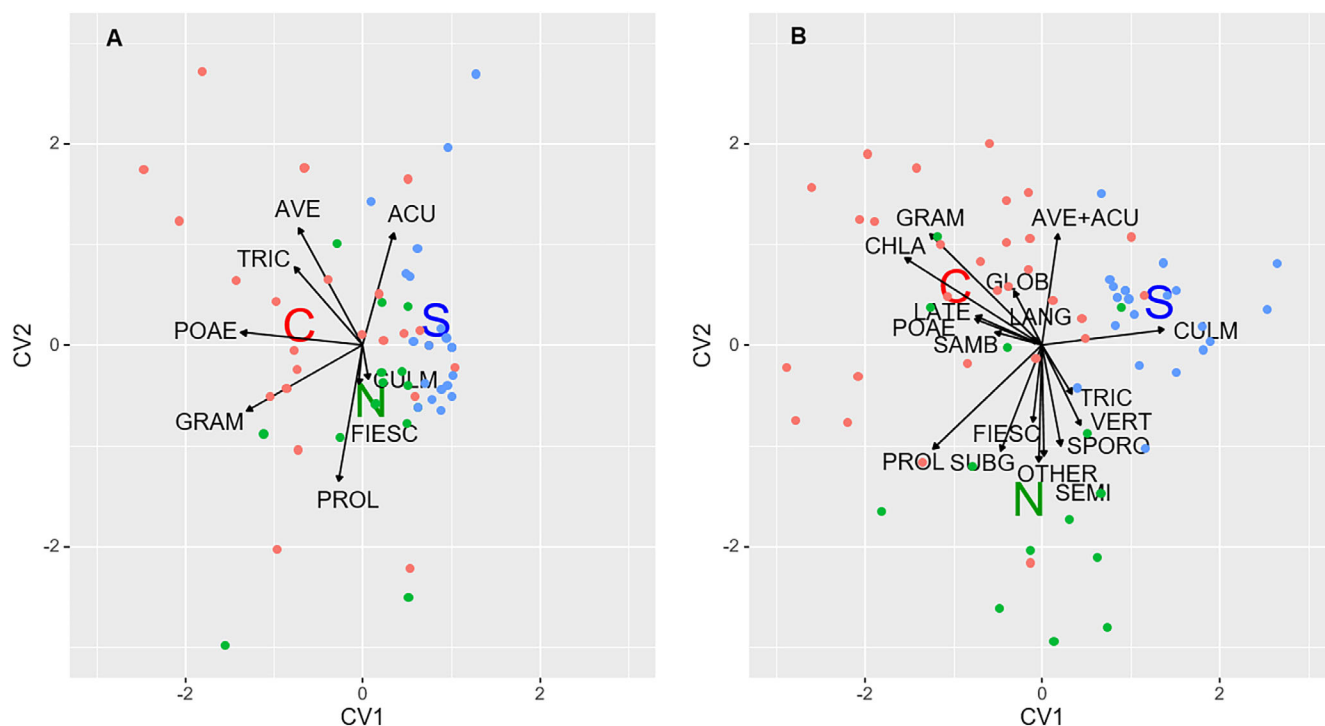 A
2
AVE
ACU
TRIC
POAE
C
S
CV2
0
CULM
N
GRAM
FIESC
PROL
-2
-2
0
2
CV1
B
2
GRAM
AVE+ACU
CHLA
C
GLOB
S
LATE
LANG
POAE
CULM
SAMB
CV2
0
TRIC
VERT
FIESC
SPORO
PROL
SUBG
OTHER
SEMI
N
-2
-2
0
2
CV1